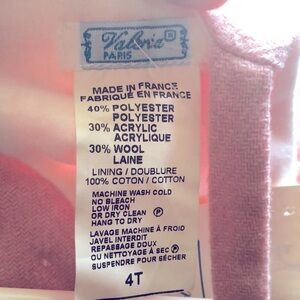 Valeria ®
PARIS
MADE IN FRANCE
FABRIQUÉ EN FRANCE
40% POLYESTER
POLYESTER
30% ACRYLIC
ACRYLIQUE
30% WOOL
LAINE
LINING / DOUBLURE
100% COTON / COTTON
MACHINE WASH COLD
NO BLEACH
LOW IRON
OR DRY CLEAN Ⓟ
HANG TO DRY
LAVAGE MACHINE À FROID
JAVEL INTERDIT
REPASSAGE DOUX
OU NETTOYAGE À SEC Ⓟ
SUSPENDRE POUR SÉCHER
4T